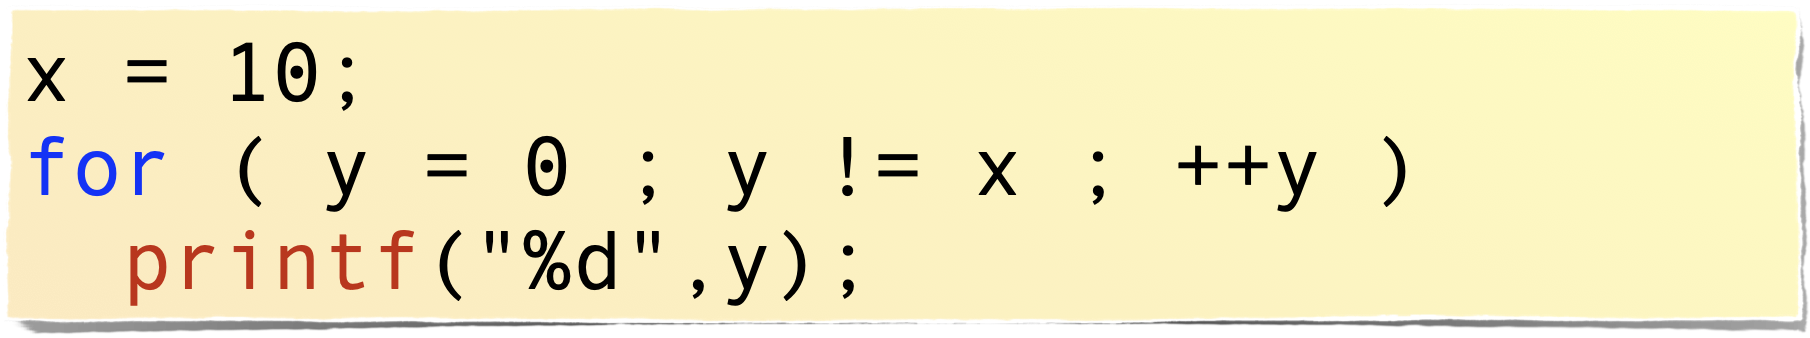 x = 10;
for ( y = 0 ; y != x ; ++y )
  printf("%d",y);